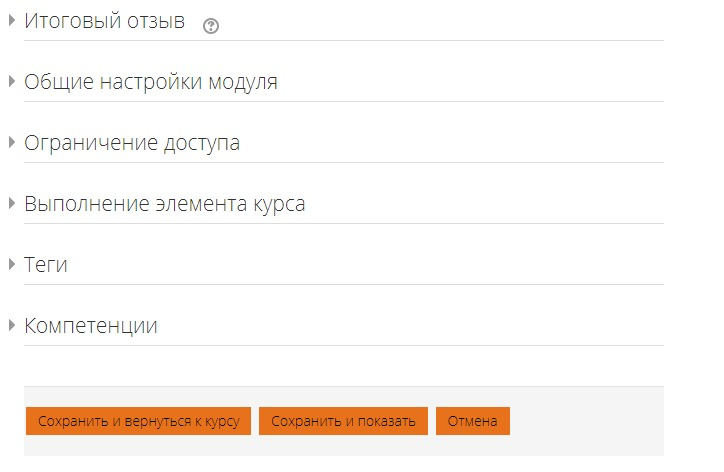 Итоговый отзыв
Общие настройки модуля
Ограничение доступа
Выполнение элемента курса
Теги
Компетенции
Сохранить и вернуться к курсу Сохранить и показать Отмена